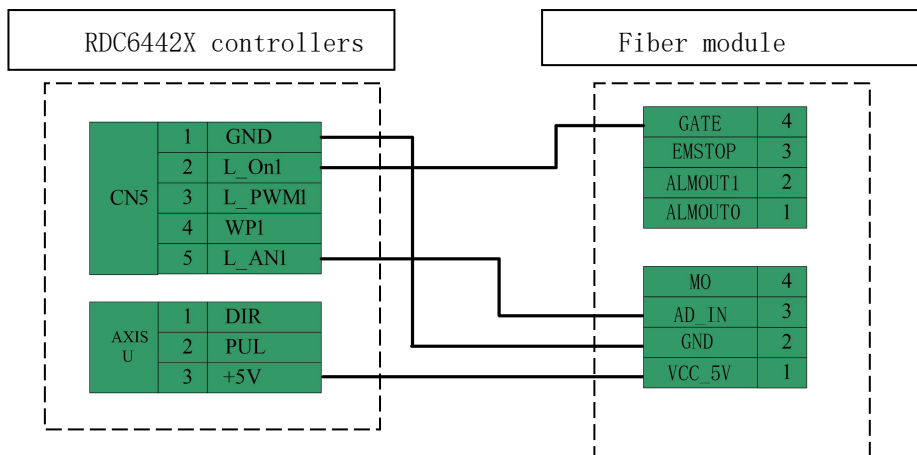 RDC6442X controllers
Fiber module
CN5
1 GND
2 L_On1
3 L_PWM1
4 WP1
5 L_AN1
AXIS
U
1 DIR
2 PUL
3 +5V
GATE 4
EMSTOP 3
ALMOUT1 2
ALMOUT0 1
MO 4
AD_IN 3
GND 2
VCC_5V 1